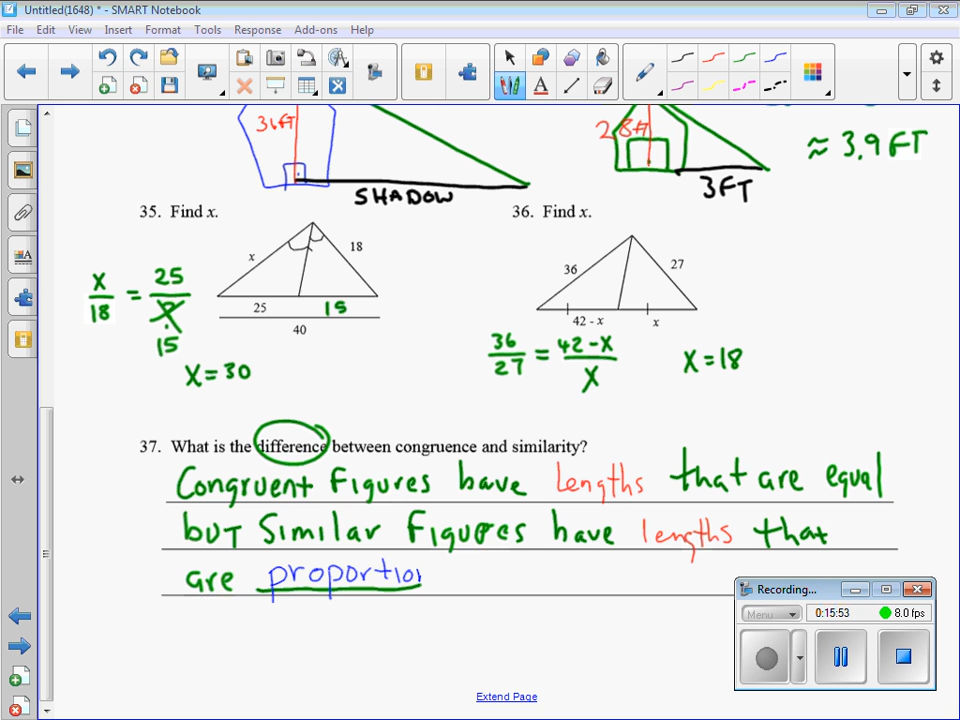 Untitled(1648) * - SMART Notebook
File Edit View Insert Format Tools Response Add-ons Help
36FT
SHADOW
2.8ft
3FT
≈ 3.9 FT
35. Find x.
x
18
25
15
40
x/18 = 25/
15
X = 30
36. Find x.
36
27
42 - x
x
36/27 = 42-x/x
X = 18
37. What is the difference between congruence and similarity?
Congruent Figures have lengths that are equal
but Similar Figures have lengths that
are proportion
Extend Page
Recording...
Menu
0:15:53
8.0 fps